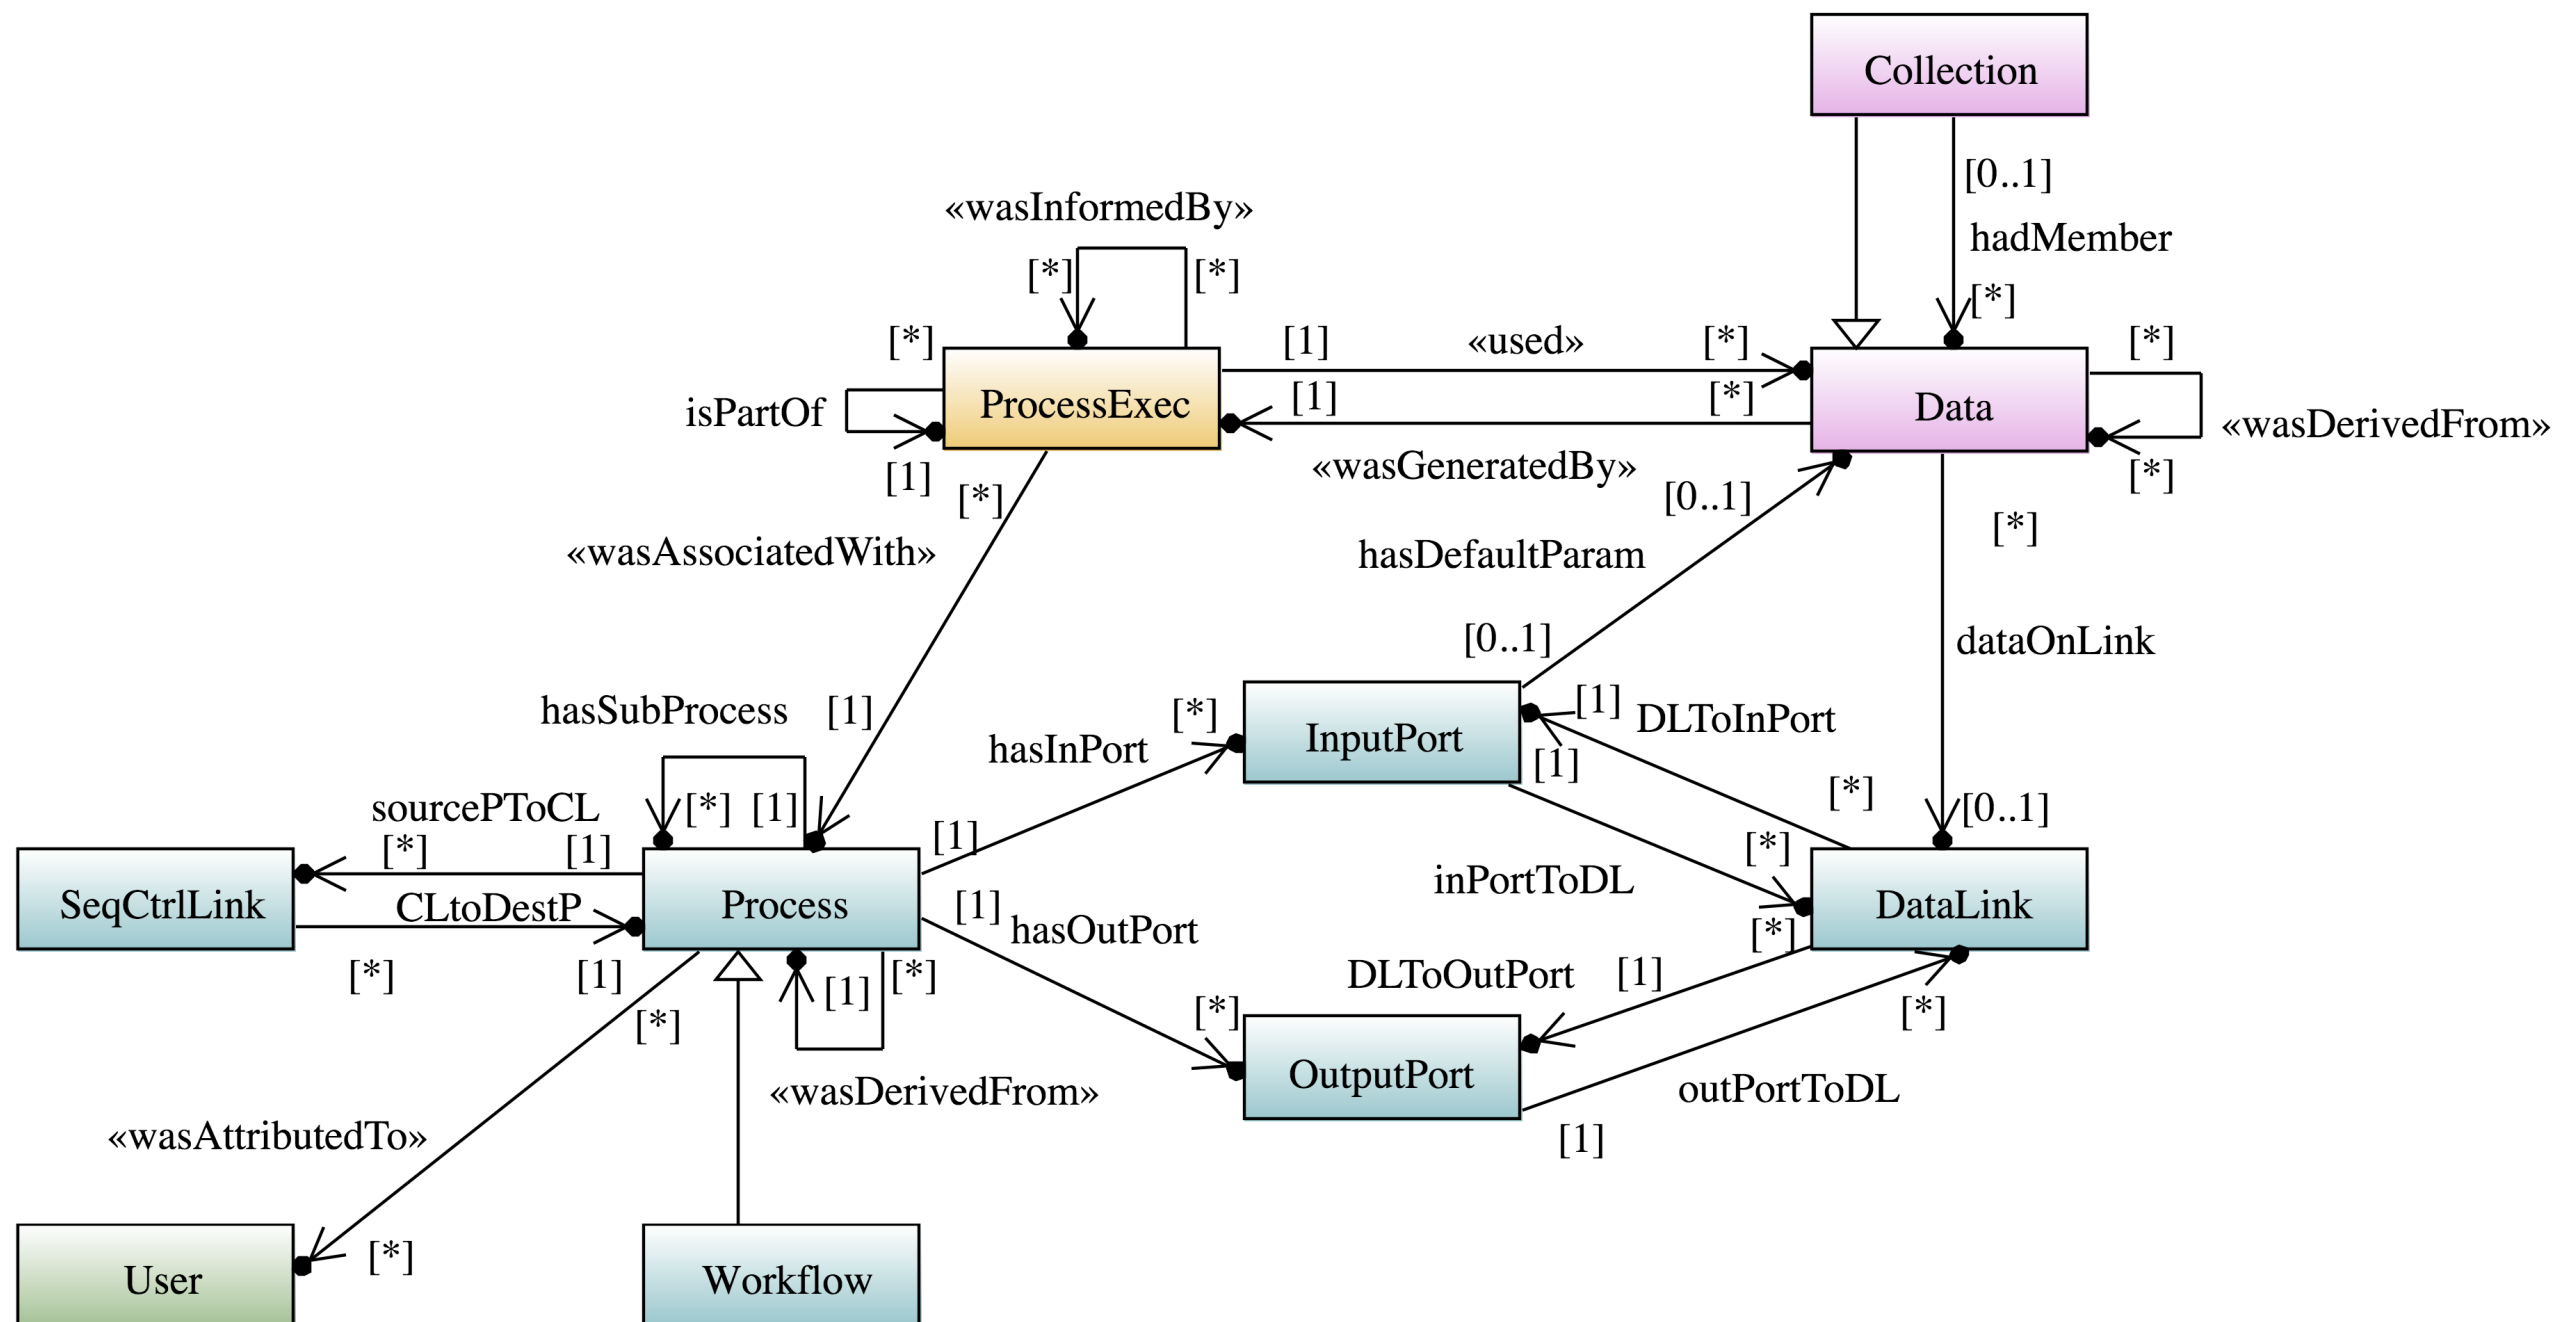 Collection
[0..1]
«wasInformedBy»
hadMember
[*]
[*]
[*]
[*]
[1]
«used»
[*]
[*]
ProcessExec
Data
[1]
[*]
isPartOf
«wasDerivedFrom»
[1]
«wasGeneratedBy»
[*]
[*]
[0..1]
[*]
«wasAssociatedWith»
hasDefaultParam
[0..1]
dataOnLink
hasSubProcess
[1]
[*]
[1]
DLToInPort
hasInPort
InputPort
[1]
[*]
sourcePToCL
[*]
[1]
[0..1]
[*]
[1]
[1]
[*]
inPortToDL
SeqCtrlLink
CLtoDestP
Process
[1]
hasOutPort
DataLink
[*]
[*]
[1]
[1]
[*]
DLToOutPort
[1]
[*]
[*]
[*]
OutputPort
«wasDerivedFrom»
outPortToDL
«wasAttributedTo»
[1]
[*]
User
Workflow